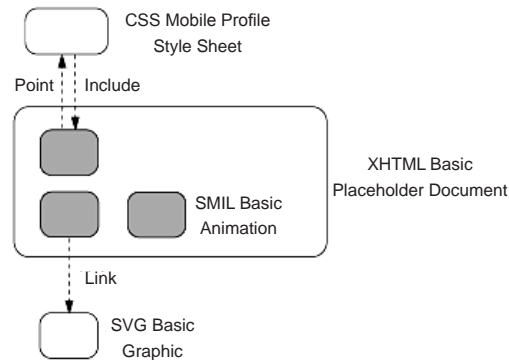 CSS Mobile Profile
Style Sheet
Point
Include
XHTML Basic
Placeholder Document
SMIL Basic
Animation
Link
SVG Basic
Graphic